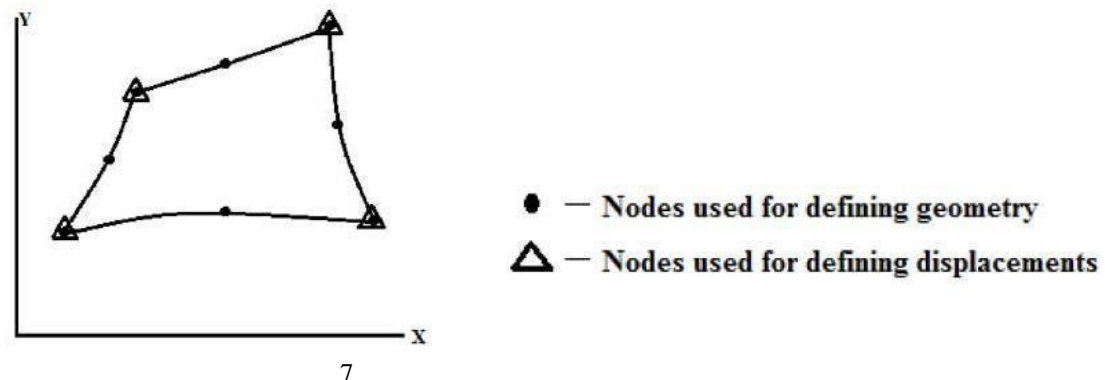 Y
● — Nodes used for defining geometry
△ — Nodes used for defining displacements
X
7